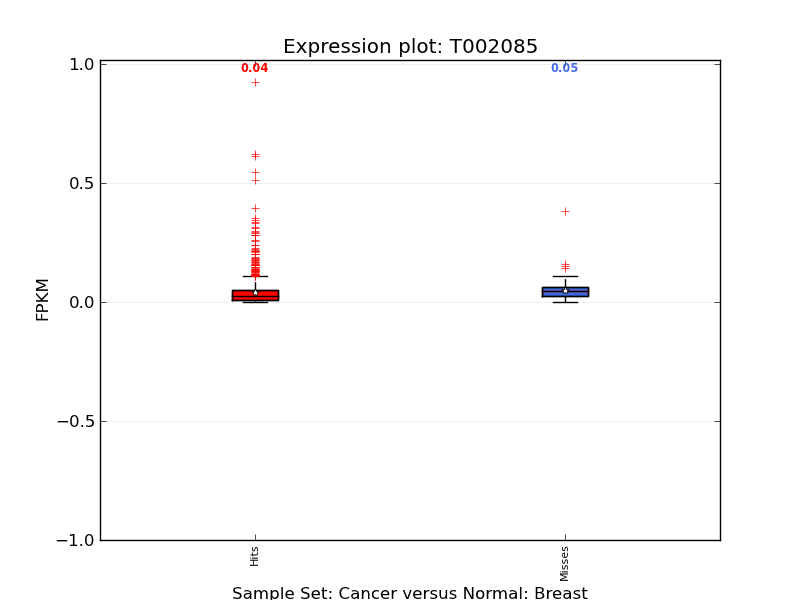 Expression plot: T002085
1.0
0.04
0.05
0.5
0.0
FPKM
−0.5
−1.0
Hits
Misses
Sample Set: Cancer versus Normal: Breast